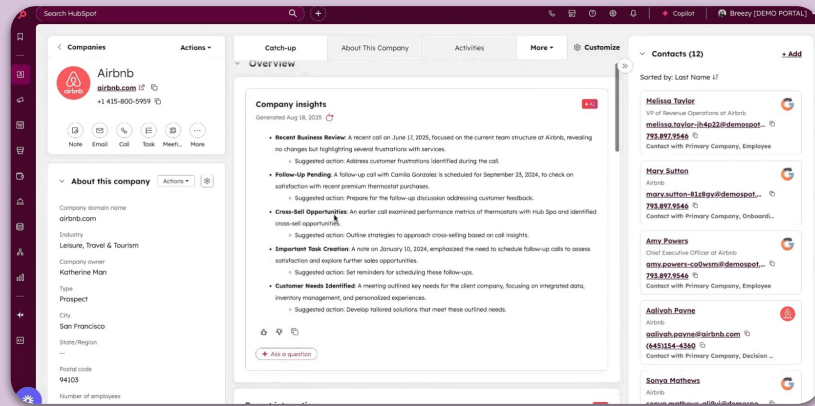 Search HubSpot
Copilot
Breezy [DEMO PORTAL]
Companies
Actions
Airbnb
airbnb.com
+1 415-800-5959
Note
Email
Call
Task
Meeti...
More
About this company
Actions
Company domain name
airbnb.com
Industry
Leisure, Travel & Tourism
Company owner
Katherine Man
Type
Prospect
City
San Francisco
State/Region
--
Postal code
94103
Number of employees
Catch-up
About This Company
Activities
More
Customize
Overview
Company insights
Generated Aug 18, 2025
• Recent Business Review: A recent call on June 17, 2025, focused on the current team structure at Airbnb, revealing
no changes but highlighting several frustrations with services.
Suggested action: Address customer frustrations identified during the call.
• Follow-Up Pending: A follow-up call with Camila Gonzalez is scheduled for September 23, 2024, to check on
satisfaction with recent premium thermostat purchases.
Suggested action: Prepare for the follow-up discussion addressing customer feedback.
• Cross-Sell Opportunities: An earlier call examined performance metrics of thermostats with Hub Spa and identified
cross-sell opportunities.
Suggested action: Outline strategies to approach cross-selling based on call insights.
• Important Task Creation: A note on January 10, 2024, emphasized the need to schedule follow-up calls to assess
satisfaction and explore further sales opportunities.
Suggested action: Set reminders for scheduling these follow-ups.
• Customer Needs Identified: A meeting outlined key needs for the client company, focusing on integrated data,
inventory management, and personalized experiences.
Suggested action: Develop tailored solutions that meet these outlined needs.
Ask a question
Contacts (12)
+ Add
Sorted by: Last Name
Melissa Taylor
VP of Revenue Operations at Airbnb
melissa.taylor-jh4p22@demospot...
793.897.9546
Contact with Primary Company, Employee
Mary Sutton
Airbnb
mary.sutton-81z8gy@demospot...
793.897.9546
Contact with Primary Company, Onboardi...
Amy Powers
Chief Executive Officer at Airbnb
amy.powers-co0wsm@demospot...
793.897.9546
Contact with Primary Company, Employee
Aaliyah Payne
Airbnb
aaliyah.payne@airbnb.com
(645)154-4360
Contact with Primary Company, Decision ...
Sonya Mathews
Airbnb